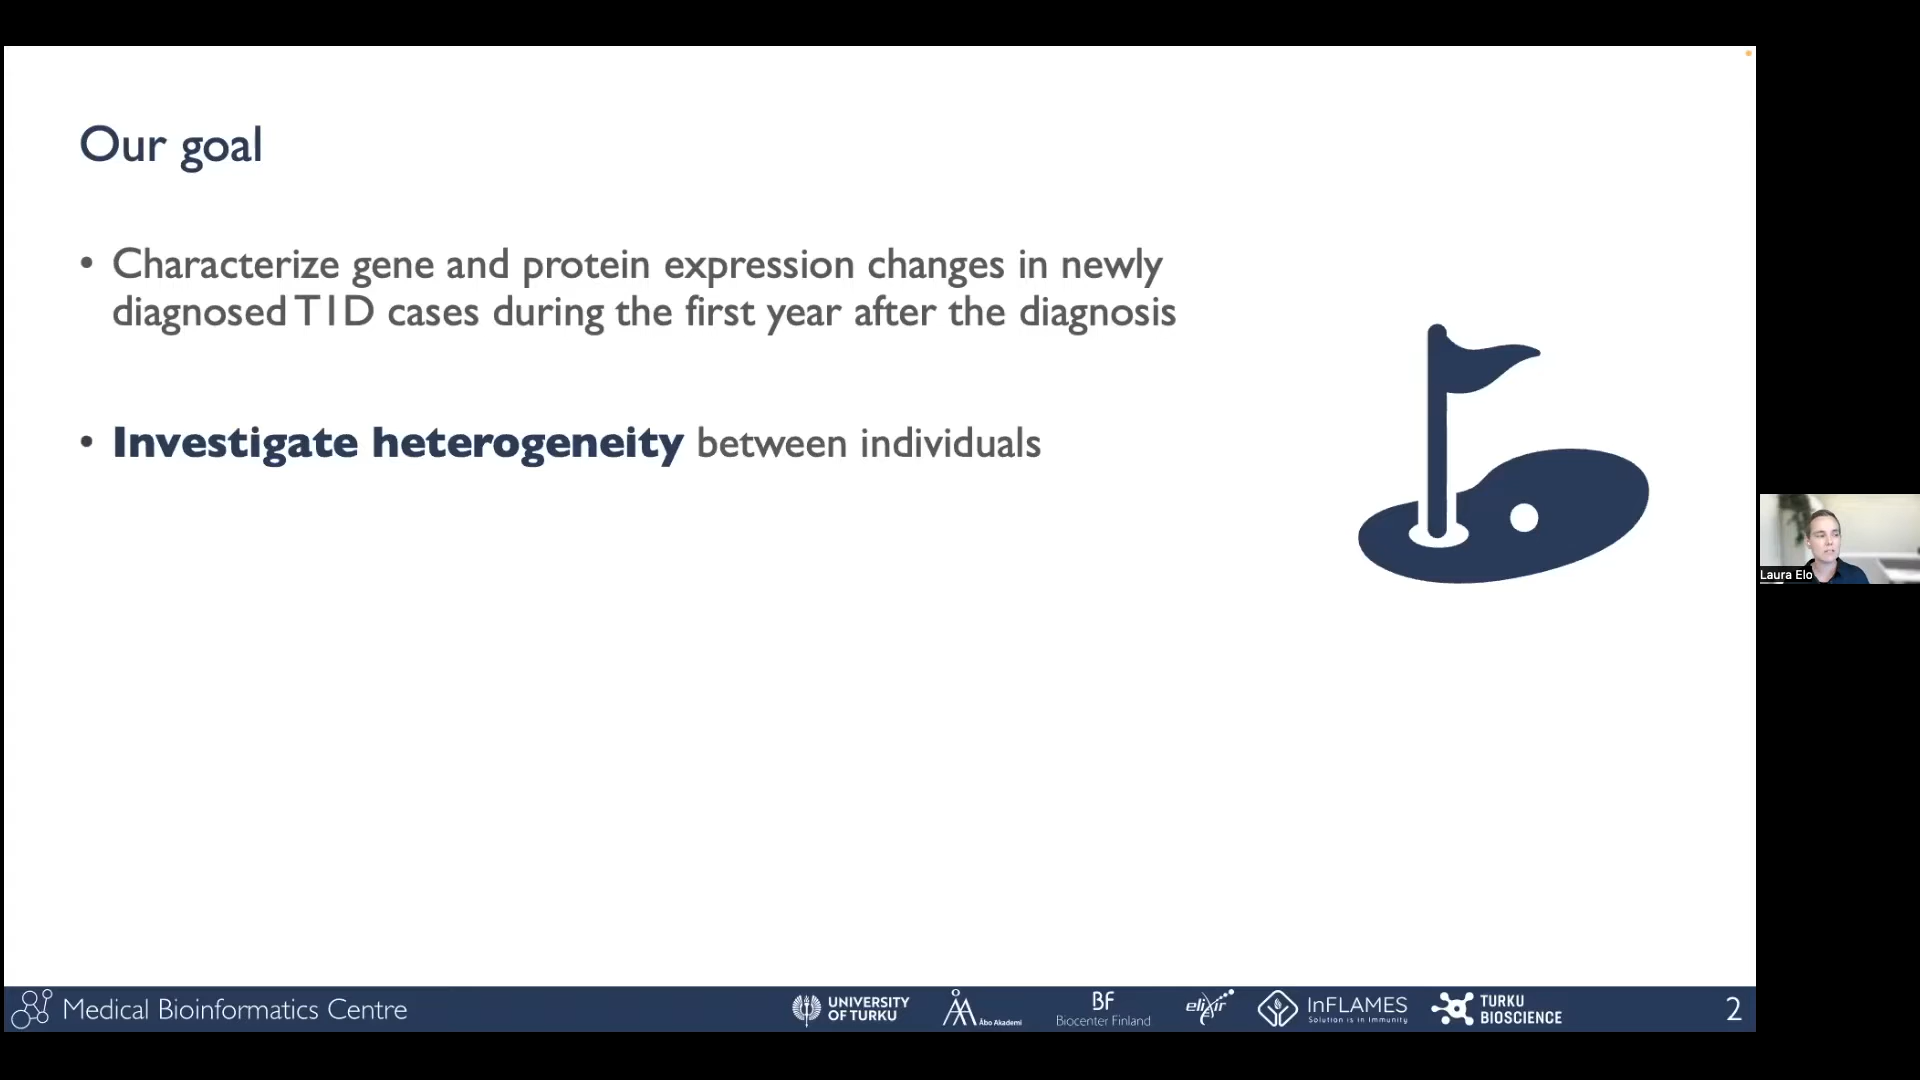 Our goal
• Characterize gene and protein expression changes in newly
diagnosed T1D cases during the first year after the diagnosis
• Investigate heterogeneity between individuals
Laura Elo
Medical Bioinformatics Centre
UNIVERSITY
OF TURKU
Åbo Akademi
BF
Biocenter Finland
elixir
InFLAMES
Solution is in Immunity
TURKU
BIOSCIENCE
2